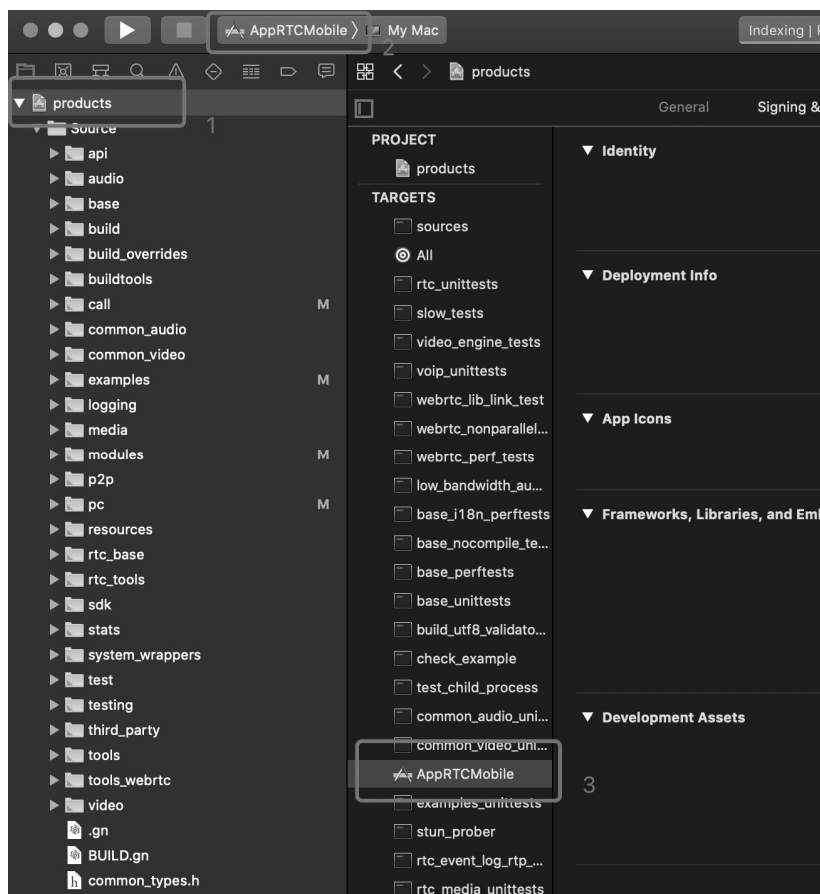 AppRTCMobile
My Mac
Indexing |
2
products
1
Source
api
audio
base
build
build_overrides
buildtools
call M
common_audio
common_video
examples M
logging
media
modules M
p2p
pc M
resources
rtc_base
rtc_tools
sdk
stats
system_wrappers
test
testing
third_party
tools
tools_webrtc
video
.gn
BUILD.gn
h common_types.h
products
General Signing &
PROJECT
products
TARGETS
sources
All
rtc_unittests
slow_tests
video_engine_tests
voip_unittests
webrtc_lib_link_test
webrtc_nonparallel...
webrtc_perf_tests
low_bandwidth_au...
base_i18n_perftests
base_nocompile_te...
base_perftests
base_unittests
build_utf8_validato...
check_example
test_child_process
common_audio_uni...
common_video_uni...
AppRTCMobile
3
examples_unittests
stun_prober
rtc_event_log_rtp_...
rtc_media_unittests
Identity
Deployment Info
App Icons
Frameworks, Libraries, and Em
Development Assets